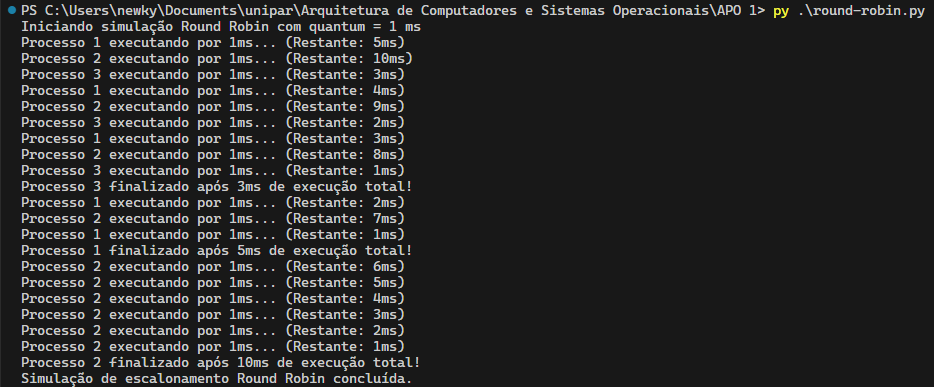 PS C:\Users\newky\Documents\unipar\Arquitetura de Computadores e Sistemas Operacionais\APO 1> py .\round-robin.py
Iniciando simulação Round Robin com quantum = 1 ms
Processo 1 executando por 1ms... (Restante: 5ms)
Processo 2 executando por 1ms... (Restante: 10ms)
Processo 3 executando por 1ms... (Restante: 3ms)
Processo 1 executando por 1ms... (Restante: 4ms)
Processo 2 executando por 1ms... (Restante: 9ms)
Processo 3 executando por 1ms... (Restante: 2ms)
Processo 1 executando por 1ms... (Restante: 3ms)
Processo 2 executando por 1ms... (Restante: 8ms)
Processo 3 executando por 1ms... (Restante: 1ms)
Processo 3 finalizado após 3ms de execução total!
Processo 1 executando por 1ms... (Restante: 2ms)
Processo 2 executando por 1ms... (Restante: 7ms)
Processo 1 executando por 1ms... (Restante: 1ms)
Processo 1 finalizado após 5ms de execução total!
Processo 2 executando por 1ms... (Restante: 6ms)
Processo 2 executando por 1ms... (Restante: 5ms)
Processo 2 executando por 1ms... (Restante: 4ms)
Processo 2 executando por 1ms... (Restante: 3ms)
Processo 2 executando por 1ms... (Restante: 2ms)
Processo 2 executando por 1ms... (Restante: 1ms)
Processo 2 finalizado após 10ms de execução total!
Simulação de escalonamento Round Robin concluída.